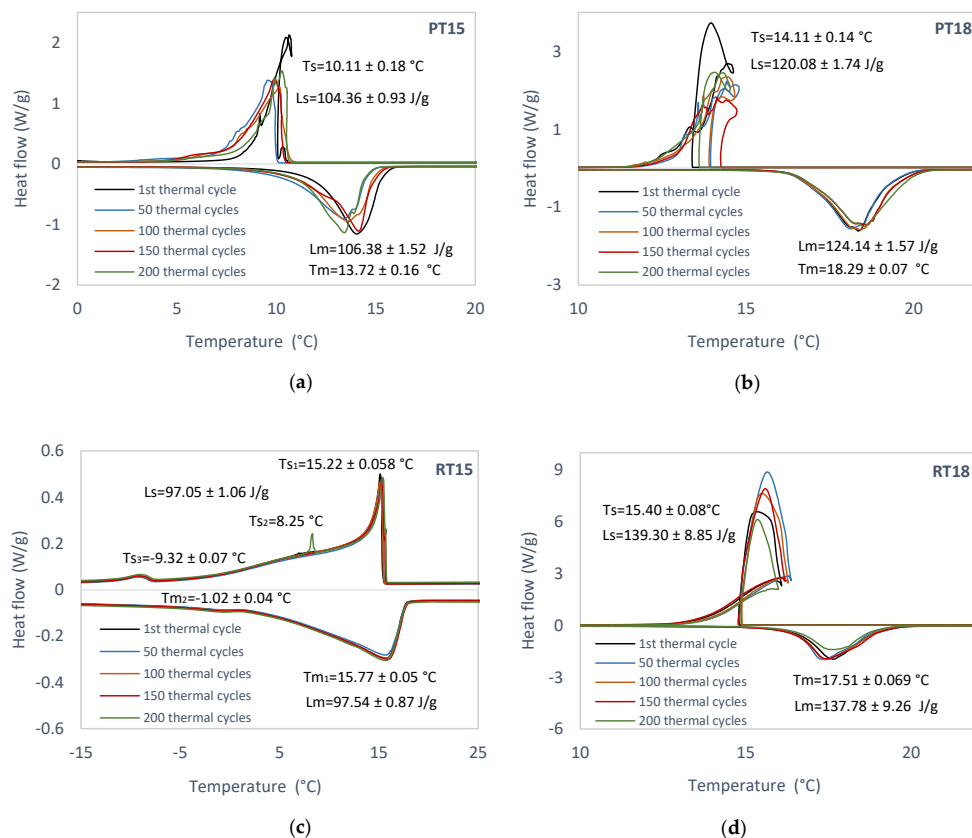 PT15
Heat flow (W/g)
2
1
0
-1
-2
Ts=10.11 ± 0.18 °C
Ls=104.36 ± 0.93 J/g
1st thermal cycle
50 thermal cycles
100 thermal cycles
150 thermal cycles
200 thermal cycles
Lm=106.38 ± 1.52 J/g
Tm=13.72 ± 0.16 °C
0 5 10 15 20
Temperature (°C)
(a)
PT18
Heat flow (W/g)
3
1
-1
-3
Ts=14.11 ± 0.14 °C
Ls=120.08 ± 1.74 J/g
1st thermal cycle
50 thermal cycles
100 thermal cycles
150 thermal cycles
200 thermal cycles
Lm=124.14 ± 1.57 J/g
Tm=18.29 ± 0.07 °C
10 15 20
Temperature (°C)
(b)
RT15
Heat flow (W/g)
0.6
0.4
0.2
0
-0.2
-0.4
-0.6
Ts1=15.22 ± 0.058 °C
Ls=97.05 ± 1.06 J/g
Ts2=8.25 °C
Ts3=-9.32 ± 0.07 °C
Tm2=-1.02 ± 0.04 °C
1st thermal cycle
50 thermal cycles
100 thermal cycles
150 thermal cycles
200 thermal cycles
Tm1=15.77 ± 0.05 °C
Lm=97.54 ± 0.87 J/g
-15 -5 5 15 25
Temperature (°C)
(c)
RT18
Heat flow (W/g)
9
6
3
0
-3
-6
Ts=15.40 ± 0.08°C
Ls=139.30 ± 8.85 J/g
1st thermal cycle
50 thermal cycles
100 thermal cycles
150 thermal cycles
200 thermal cycles
Tm=17.51 ± 0.069 °C
Lm=137.78 ± 9.26 J/g
10 15 20
Temperature (°C)
(d)